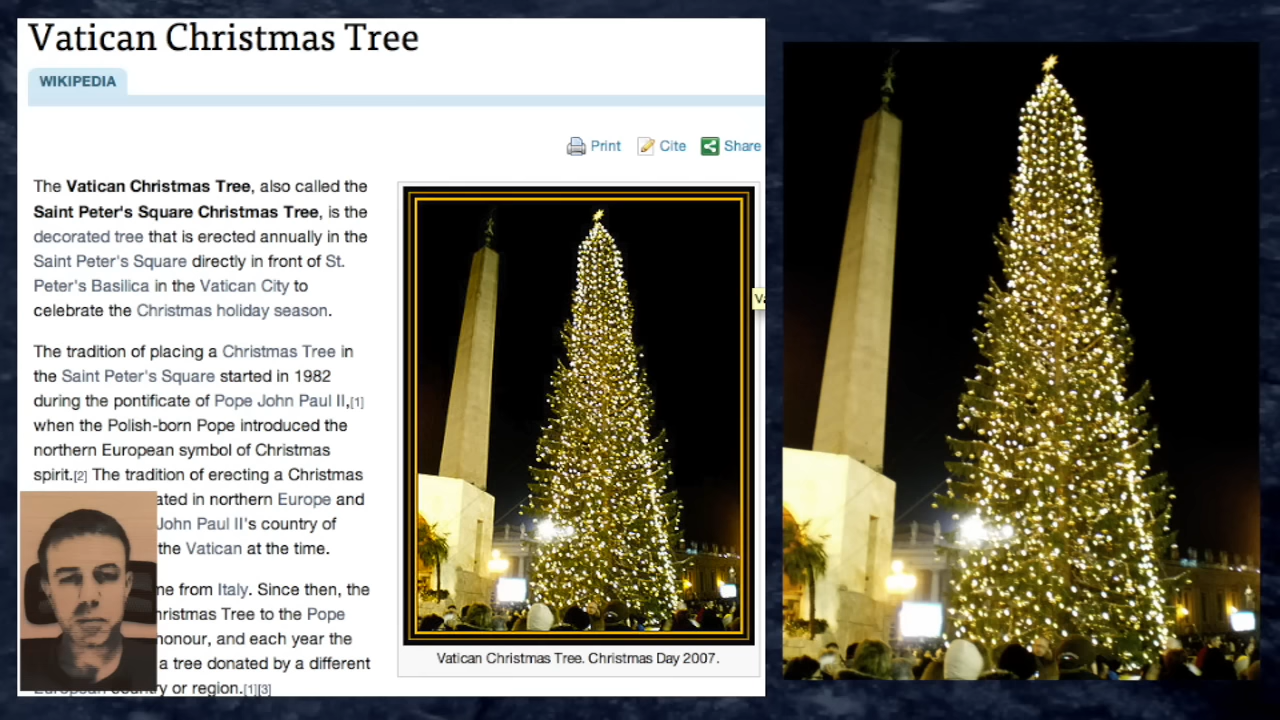 Vatican Christmas Tree
WIKIPEDIA
Print Cite Share
The Vatican Christmas Tree, also called the
Saint Peter's Square Christmas Tree, is the
decorated tree that is erected annually in the
Saint Peter's Square directly in front of St.
Peter's Basilica in the Vatican City to
celebrate the Christmas holiday season.
The tradition of placing a Christmas Tree in
the Saint Peter's Square started in 1982
during the pontificate of Pope John Paul II,[1]
when the Polish-born Pope introduced the
northern European symbol of Christmas
spirit.[2] The tradition of erecting a Christmas
ated in northern Europe and
John Paul II's country of
the Vatican at the time.
me from Italy. Since then, the
hristmas Tree to the Pope
honour, and each year the
a tree donated by a different
European country or region.[1][3]
Vatican Christmas Tree. Christmas Day 2007.